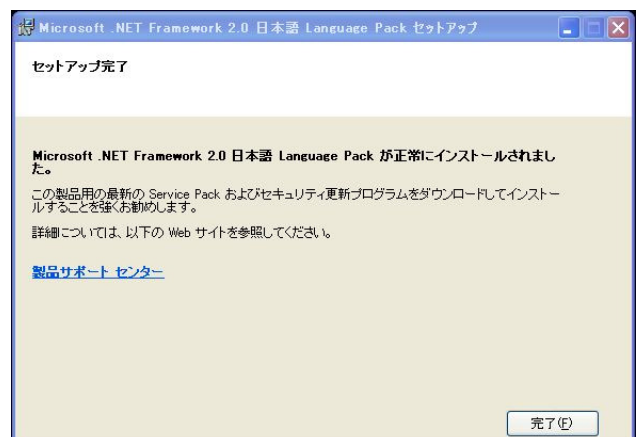 Microsoft .NET Framework 2.0 日本語 Language Pack セットアップ
セットアップ完了
Microsoft .NET Framework 2.0 日本語 Language Pack が正常にインストールされまし
た。
この製品用の最新の Service Pack およびセキュリティ更新プログラムをダウンロードしてインストー
ルすることを強くお勧めします。
詳細については、以下の Web サイトを参照してください。
製品サポート センター
完了(F)